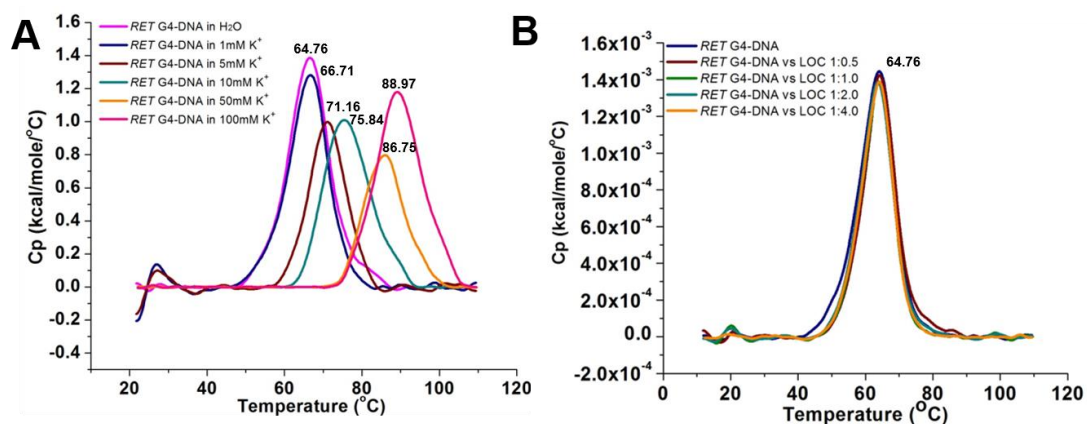 A
RET G4-DNA in H2O
RET G4-DNA in 1mM K+
RET G4-DNA in 5mM K+
RET G4-DNA in 10mM K+
RET G4-DNA in 50mM K+
RET G4-DNA in 100mM K+
64.76
66.71
71.16
75.84
88.97
86.75
Cp (kcal/mole/°C)
1.6
1.4
1.2
1.0
0.8
0.6
0.4
0.2
0.0
-0.2
-0.4
20
40
60
80
100
120
Temperature (°C)
B
RET G4-DNA
RET G4-DNA vs LOC 1:0.5
RET G4-DNA vs LOC 1:1.0
RET G4-DNA vs LOC 1:2.0
RET G4-DNA vs LOC 1:4.0
64.76
Cp (kcal/mole/°C)
1.6x10-3
1.4x10-3
1.2x10-3
1.0x10-3
8.0x10-4
6.0x10-4
4.0x10-4
2.0x10-4
0.0
-2.0x10-4
0
20
40
60
80
100
120
Temperature (OC)